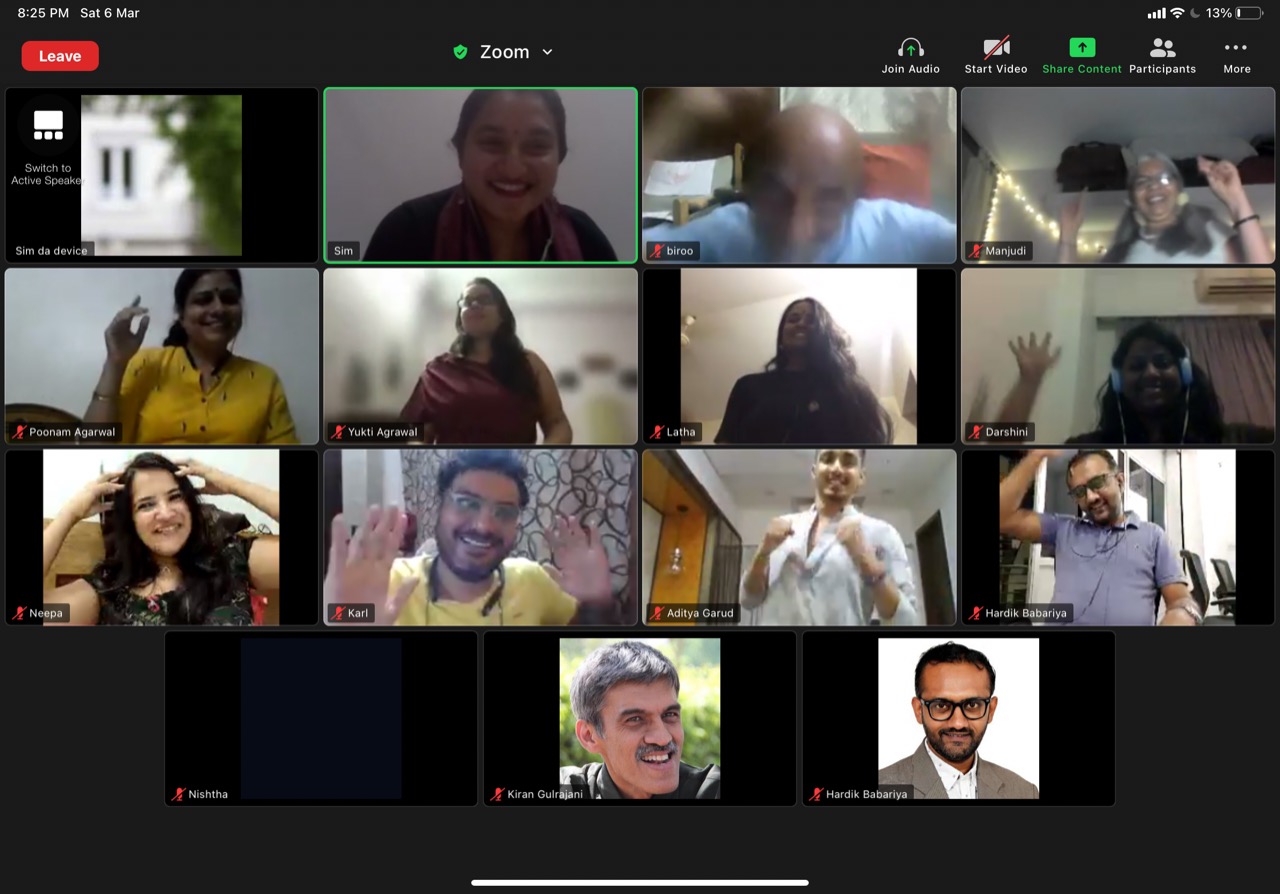 8:25 PM Sat 6 Mar
13%
Leave
Zoom
Join Audio
Start Video
Share Content
Participants
More
Switch to
Active Speake
Sim da device
Sim
biroo
Manjudi
Poonam Agarwal
Yukti Agrawal
Latha
Darshini
Neepa
Karl
Aditya Garud
Hardik Babariya
Nishtha
Kiran Gulrajani
Hardik Babariya